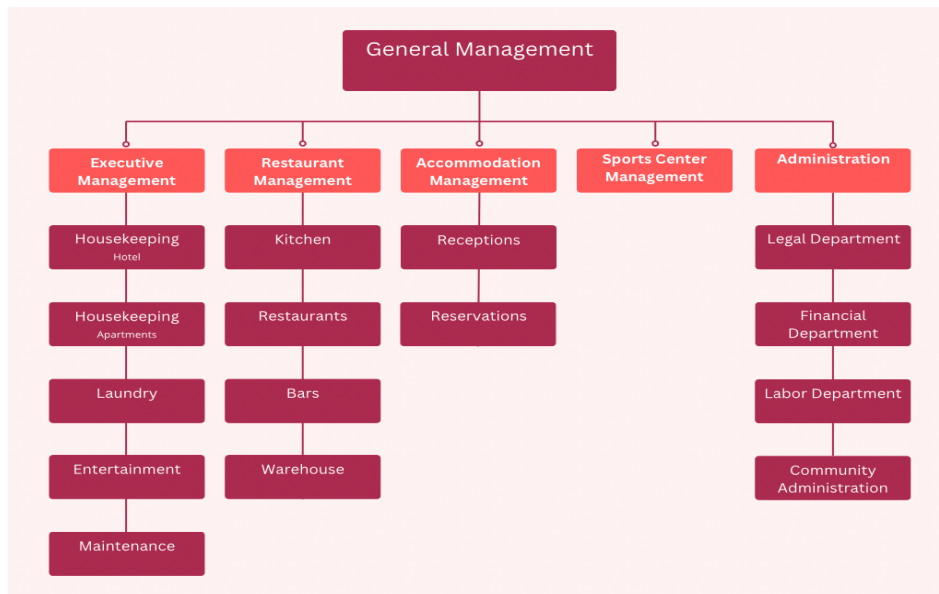 General Management
Executive
Management
Restaurant
Management
Accommodation
Management
Sports Center
Management
Administration
Housekeeping
Hotel
Kitchen
Receptions
Legal Department
Housekeeping
Apartments
Restaurants
Reservations
Financial
Department
Laundry
Bars
Labor Department
Entertainment
Warehouse
Community
Administration
Maintenance